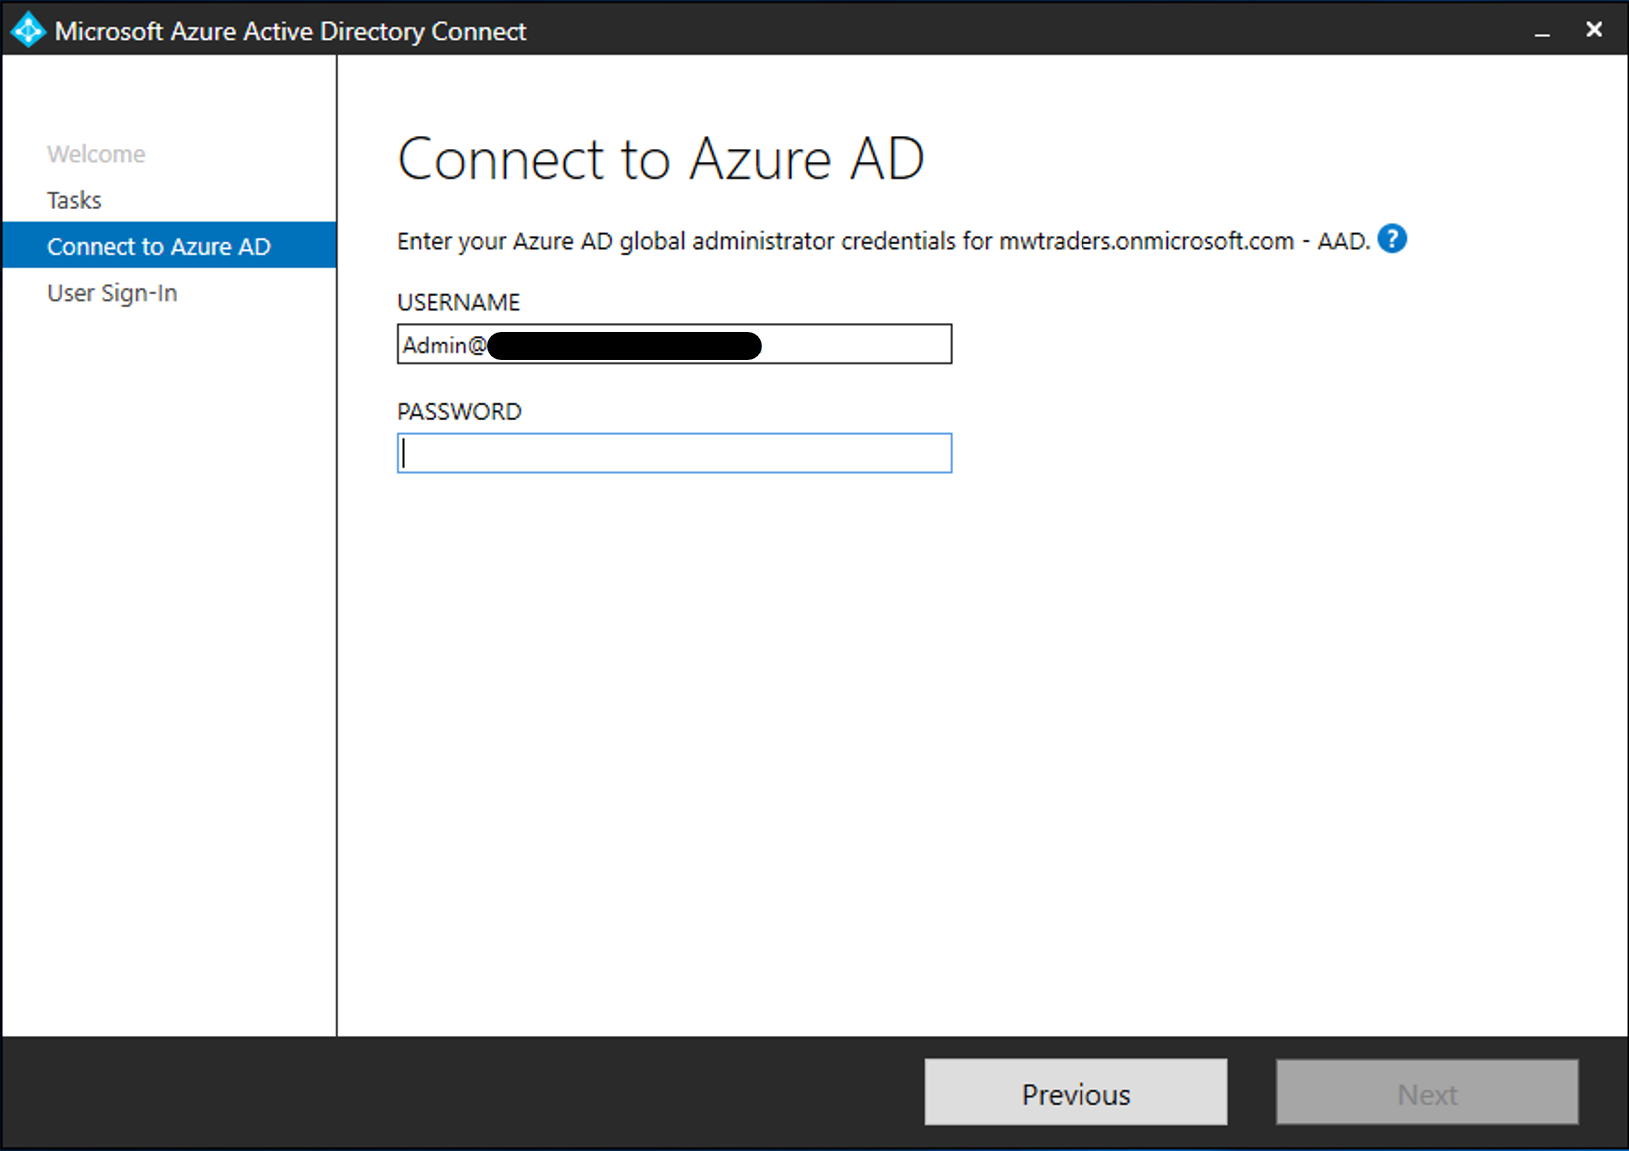 Microsoft Azure Active Directory Connect
Welcome
Tasks
Connect to Azure AD
User Sign-In
Connect to Azure AD
Enter your Azure AD global administrator credentials for mwtraders.onmicrosoft.com - AAD. ?
USERNAME
Admin@
PASSWORD
Previous
Next